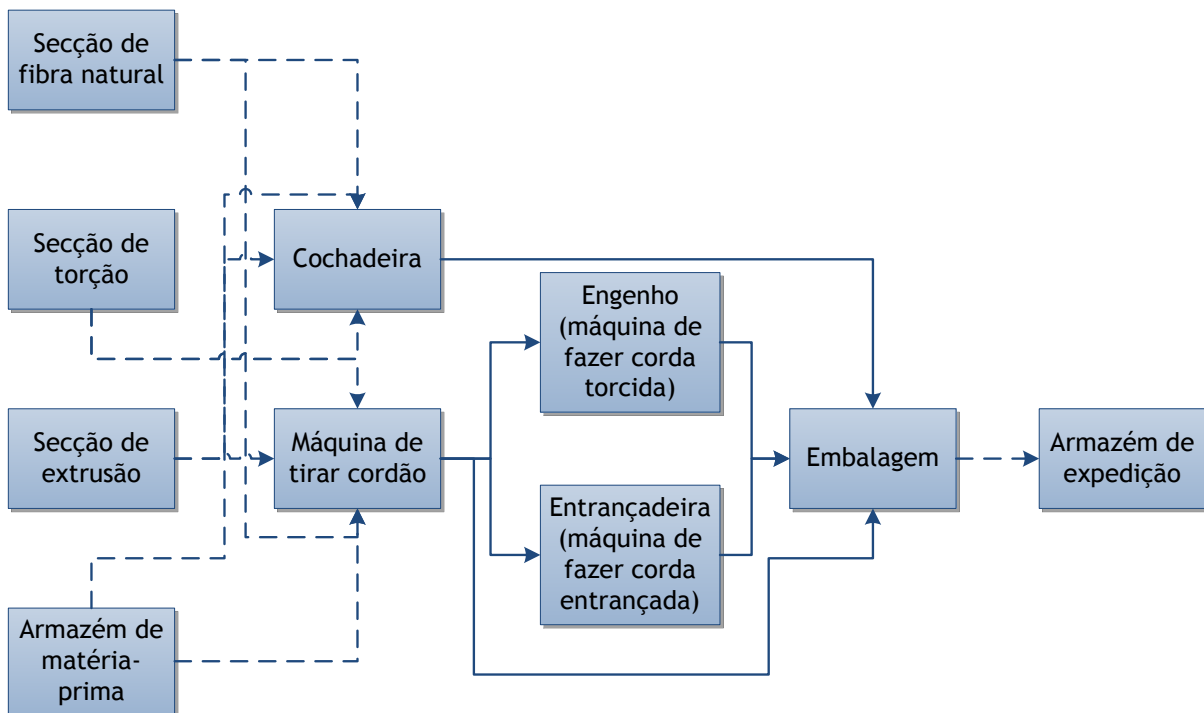 Secção de
fibra natural
Secção de
torção
Cochadeira
Engenho
(máquina de
fazer corda
torcida)
Secção de
extrusão
Máquina de
tirar cordão
Embalagem
Armazém de
expedição
Entrançadeira
(máquina de
fazer corda
entrançada)
Armazém de
matéria-
prima